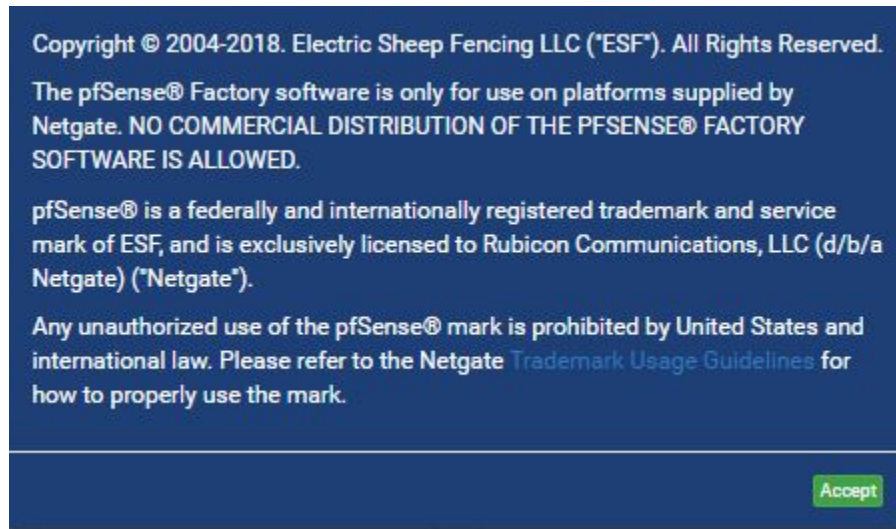 Copyright © 2004-2018. Electric Sheep Fencing LLC ("ESF"). All Rights Reserved.
The pfSense® Factory software is only for use on platforms supplied by
Netgate. NO COMMERCIAL DISTRIBUTION OF THE PFSENSE® FACTORY
SOFTWARE IS ALLOWED.
pfSense® is a federally and internationally registered trademark and service
mark of ESF, and is exclusively licensed to Rubicon Communications, LLC (d/b/a
Netgate) ("Netgate").
Any unauthorized use of the pfSense® mark is prohibited by United States and
international law. Please refer to the Netgate Trademark Usage Guidelines for
how to properly use the mark.
Accept